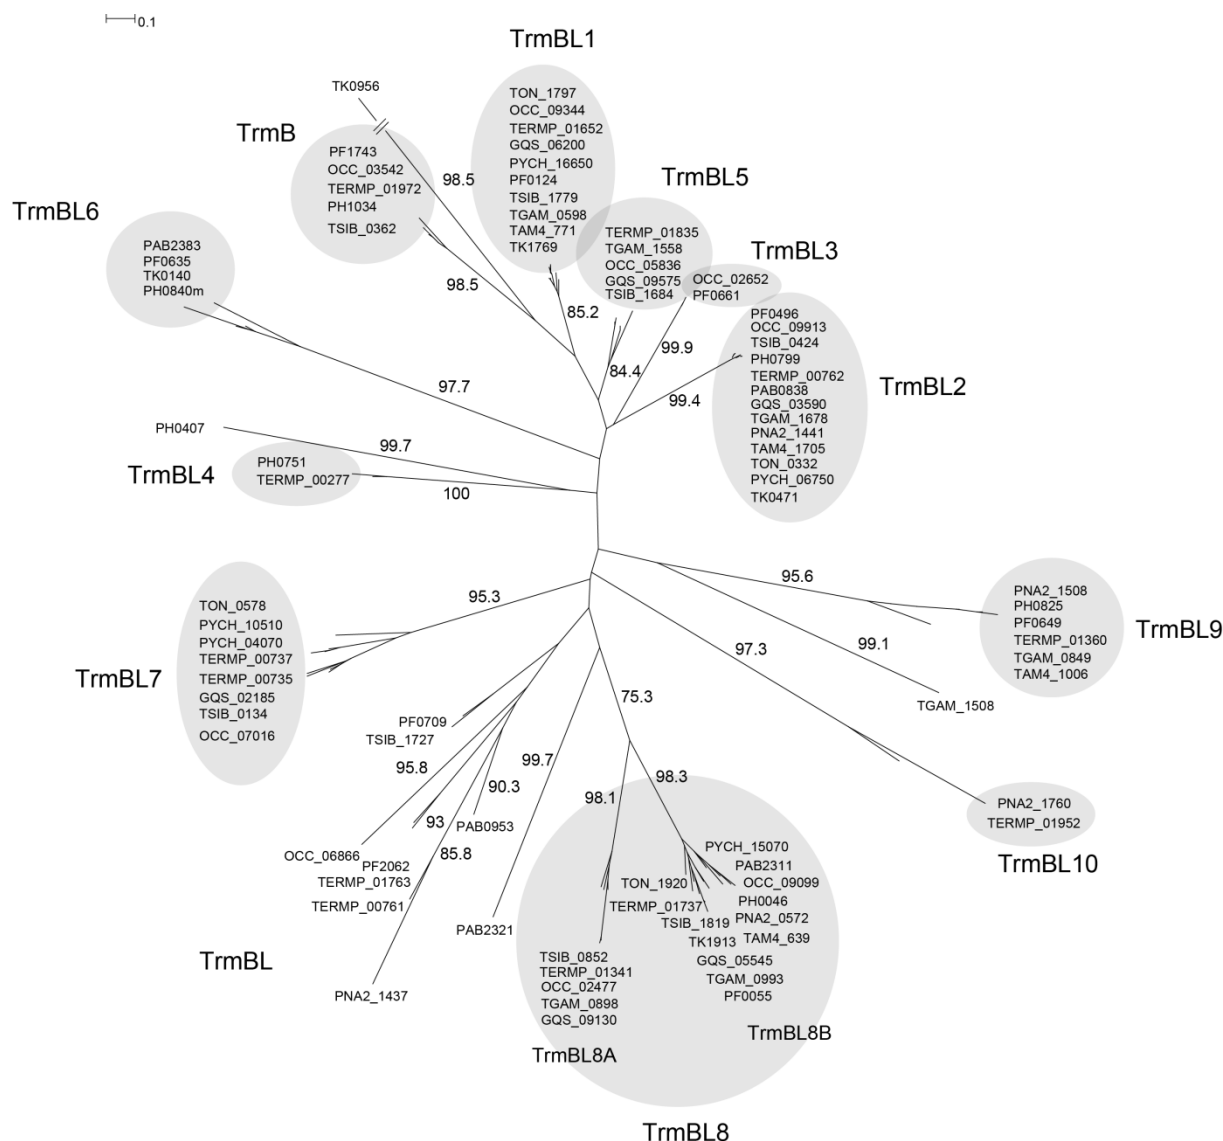 0.1
TrmBL1
TK0956
TON_1797
OCC_09344
TERMP_01652
GQS_06200
PYCH_16650
PF0124
TSIB_1779
TGAM_0598
TAM4_771
TK1769
TrmB
PF1743
OCC_03542
TERMP_01972
PH1034
TSIB_0362
98.5
TrmBL5
TERMP_01835
TGAM_1558
OCC_05836
GQS_09575
TSIB_1684
TrmBL6
PAB2383
PF0635
TK0140
PH0840m
TrmBL3
OCC_02652
PF0661
98.5
85.2
84.4
99.9
99.4
TrmBL2
PF0496
OCC_09913
TSIB_0424
PH0799
TERMP_00762
PAB0838
GQS_03590
TGAM_1678
PNA2_1441
TAM4_1705
TON_0332
PYCH_06750
TK0471
97.7
PH0407
99.7
TrmBL4
PH0751
TERMP_00277
100
95.3
95.6
TrmBL7
TON_0578
PYCH_10510
PYCH_04070
TERMP_00737
TERMP_00735
GQS_02185
TSIB_0134
OCC_07016
PNA2_1508
PH0825
PF0649
TERMP_01360
TGAM_0849
TAM4_1006
TrmBL9
97.3
99.1
TGAM_1508
75.3
PF0709
TSIB_1727
95.8
99.7
90.3
98.1
98.3
93
PAB0953
85.8
PNA2_1760
TERMP_01952
TrmBL10
OCC_06866
PF2062
TERMP_01763
TERMP_00761
PAB2321
TrmBL
PNA2_1437
PYCH_15070
PAB2311
TON_1920
OCC_09099
TERMP_01737
PH0046
TSIB_1819
PNA2_0572
TK1913
TAM4_639
GQS_05545
TGAM_0993
PF0055
TSIB_0852
TERMP_01341
OCC_02477
TGAM_0898
GQS_09130
TrmBL8B
TrmBL8A
TrmBL8